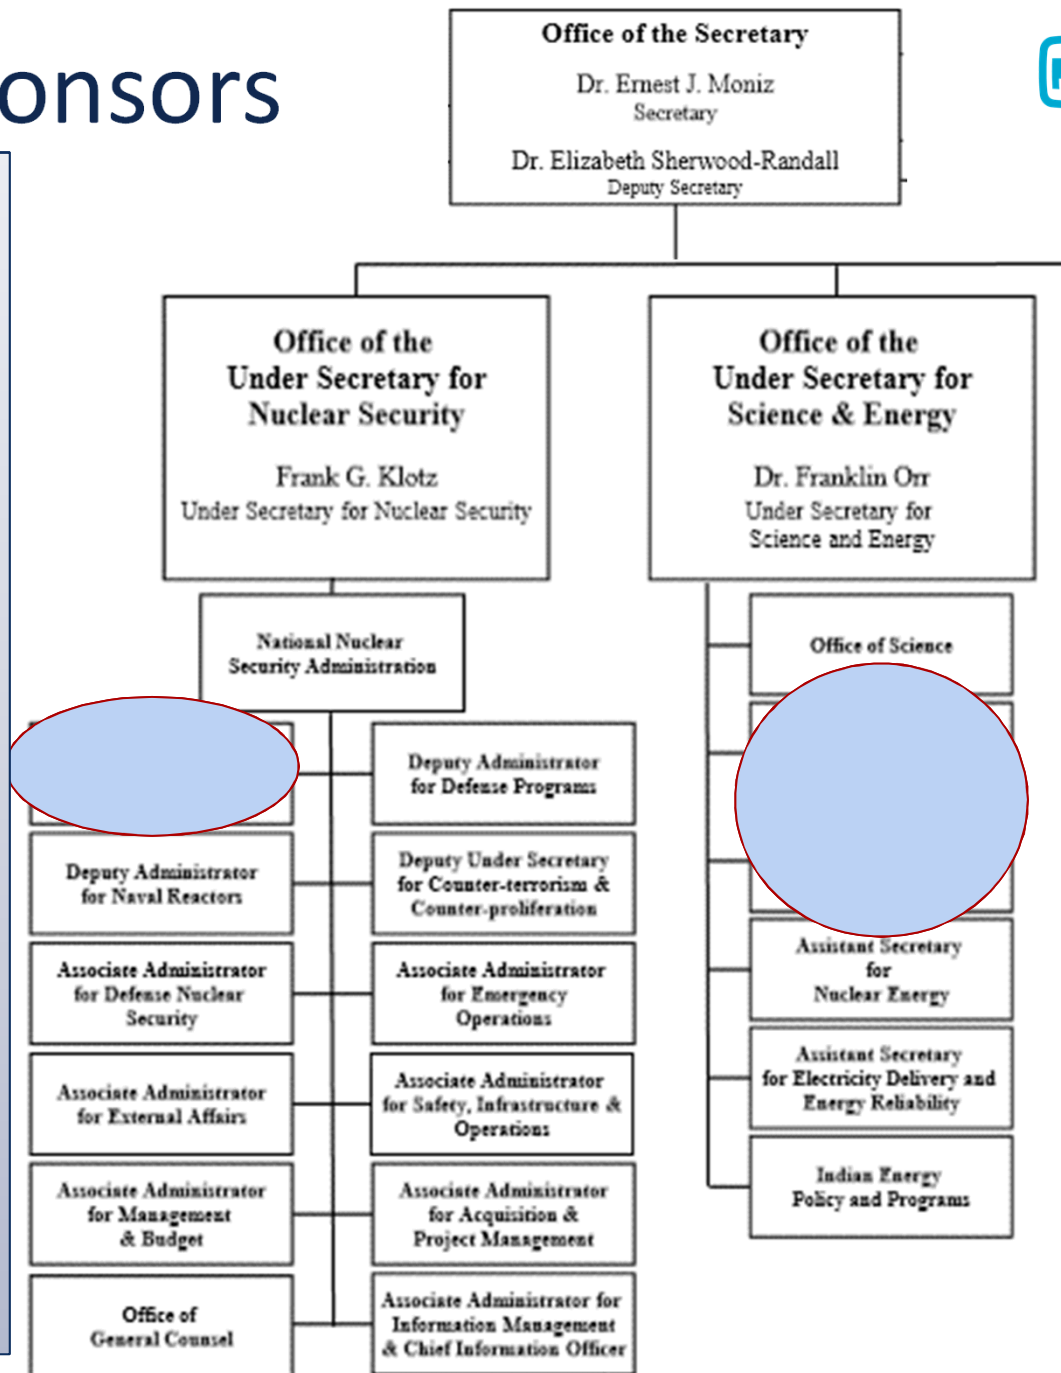 onsors
Office of the Secretary
Dr. Ernest J. Moniz
Secretary
Dr. Elizabeth Sherwood-Randall
Deputy Secretary
Office of the
Under Secretary for
Nuclear Security
Frank G. Klotz
Under Secretary for Nuclear Security
Office of the
Under Secretary for
Science & Energy
Dr. Franklin Orr
Under Secretary for
Science and Energy
National Nuclear
Security Administration
Deputy Administrator
for Defense Programs
Deputy Administrator
for Naval Reactors
Deputy Under Secretary
for Counter-terrorism &
Counter-proliferation
Associate Administrator
for Defense Nuclear
Security
Associate Administrator
for Emergency
Operations
Associate Administrator
for External Affairs
Associate Administrator
for Safety, Infrastructure &
Operations
Associate Administrator
for Management
& Budget
Associate Administrator
for Acquisition &
Project Management
Office of
General Counsel
Associate Administrator for
Information Management
& Chief Information Officer
Office of Science
Assistant Secretary
for
Nuclear Energy
Assistant Secretary
for Electricity Delivery and
Energy Reliability
Indian Energy
Policy and Programs